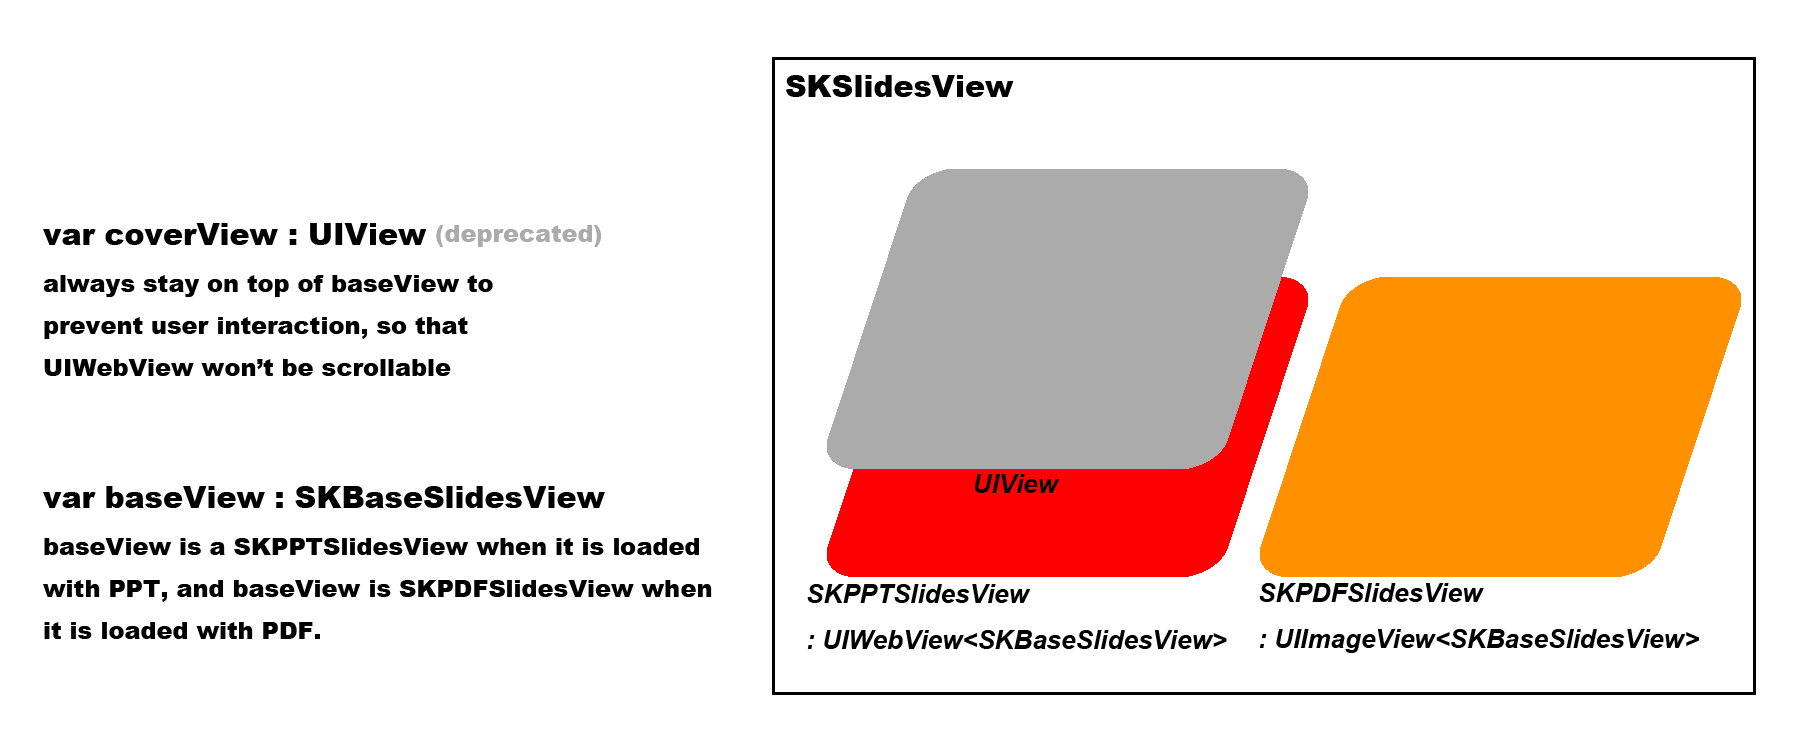 SKSlidesView
var coverView : UIView (deprecated)
always stay on top of baseView to
prevent user interaction, so that
UIWebView won’t be scrollable
var baseView : SKBaseSlidesView
baseView is a SKPPTSlidesView when it is loaded
with PPT, and baseView is SKPDFSlidesView when
it is loaded with PDF.
UIView
SKPPTSlidesView
: UIWebView<SKBaseSlidesView>
SKPDFSlidesView
: UIImageView<SKBaseSlidesView>